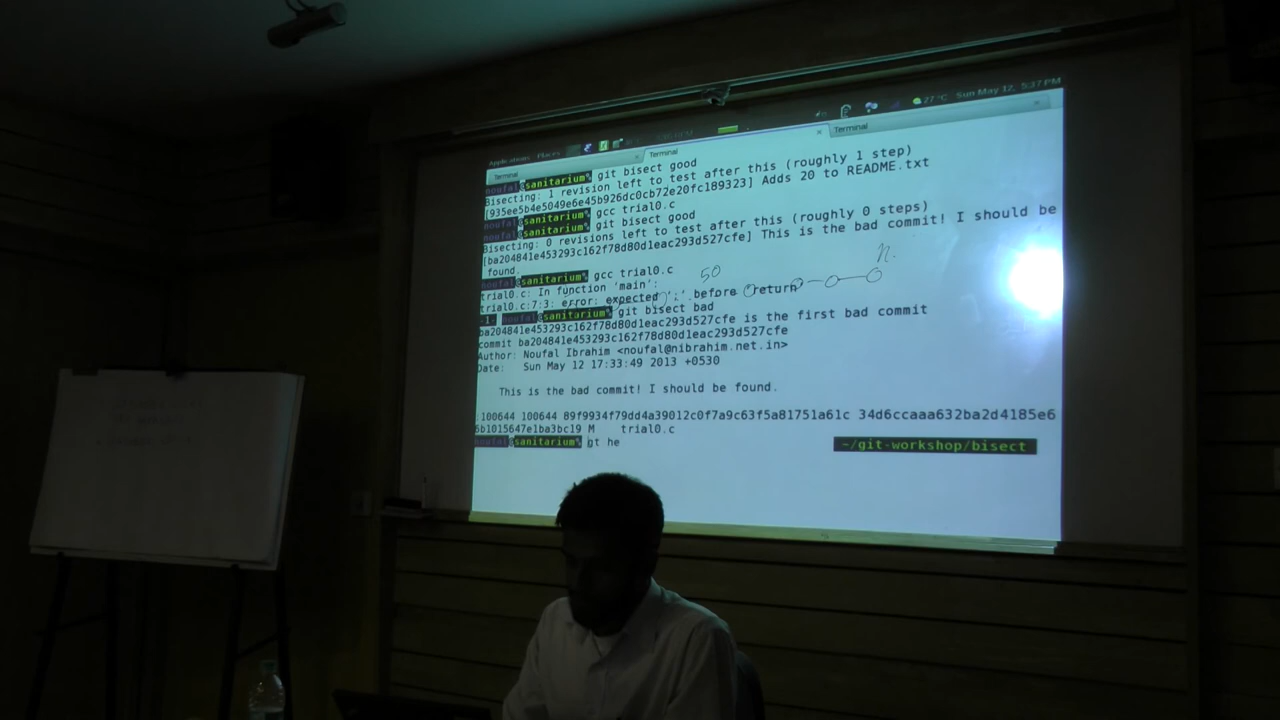 Applications Places 27 °C Sun May 12, 5:37 PM
Terminal Terminal Terminal
noufal@sanitarium% git bisect good
Bisecting: 1 revision left to test after this (roughly 1 step)
[935ee5b4e5049e6e45b926dc0cb72e20fc189323] Adds 20 to README.txt
noufal@sanitarium% gcc trial0.c
noufal@sanitarium% git bisect good
Bisecting: 0 revisions left to test after this (roughly 0 steps)
[ba204841e453293c162f78d80d1eac293d527cfe] This is the bad commit! I should be
found.
noufal@sanitarium% gcc trial0.c
50
n.
trial0.c: In function 'main':
trial0.c:7:3: error: expected ';' before 'return'
-1- noufal@sanitarium% git bisect bad
ba204841e453293c162f78d80d1eac293d527cfe is the first bad commit
commit ba204841e453293c162f78d80d1eac293d527cfe
Author: Noufal Ibrahim <noufal@nibrahim.net.in>
Date: Sun May 12 17:33:49 2013 +0530
This is the bad commit! I should be found.
:100644 100644 89f9934f79dd4a39012c0f7a9c63f5a81751a61c 34d6ccaaa632ba2d4185e6
6b1015647e1ba3bc19 M trial0.c
noufal@sanitarium% gt he ~/git-workshop/bisect